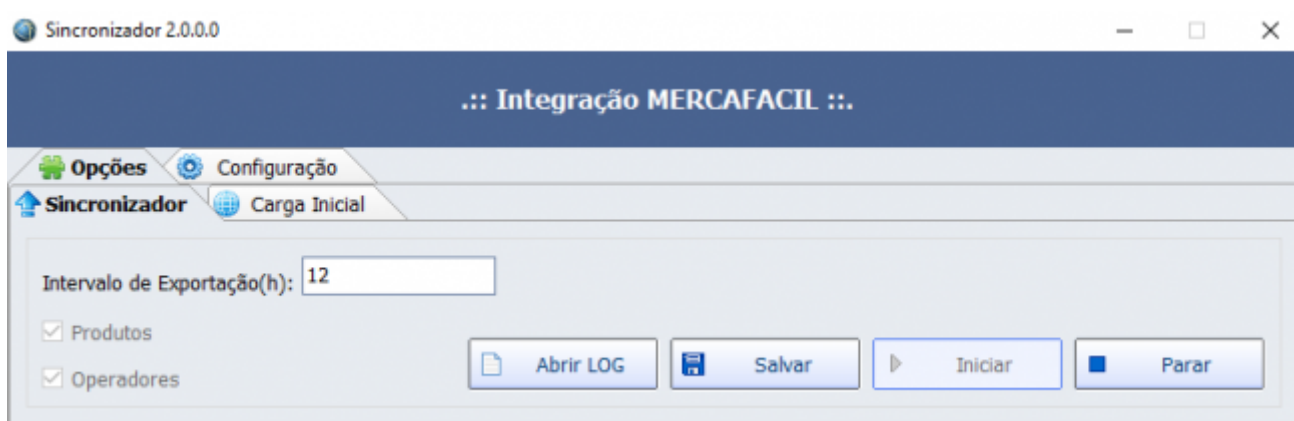 Sincronizador 2.0.0.0
.:: Integração MERCAFACIL ::.
Opções Configuração
Sincronizador Carga Inicial
Intervalo de Exportação(h): 12
Produtos
Operadores
Abrir LOG Salvar Iniciar Parar